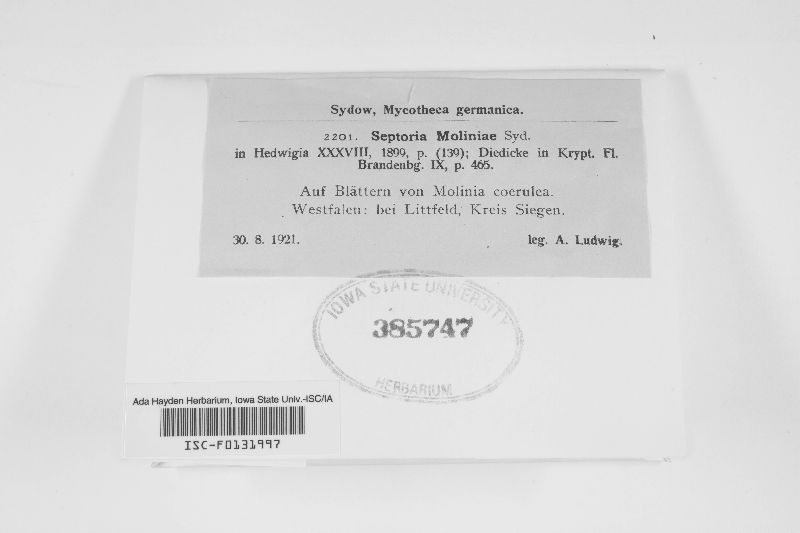 Sydow, Mycotheca germanica.
2201. Septoria Moliniae Syd.
in Hedwigia XXXVIII, 1899, p. (139); Diedicke in Krypt. Fl.
Brandenbg. IX, p. 465.
Auf Blättern von Molinia coerulea.
Westfalen: bei Littfeld, Kreis Siegen.
30. 8. 1921. leg. A. Ludwig.
IOWA STATE UNIVERSITY
385747
HERBARIUM
Ada Hayden Herbarium, Iowa State Univ.-ISC/IA
ISC-F0131997